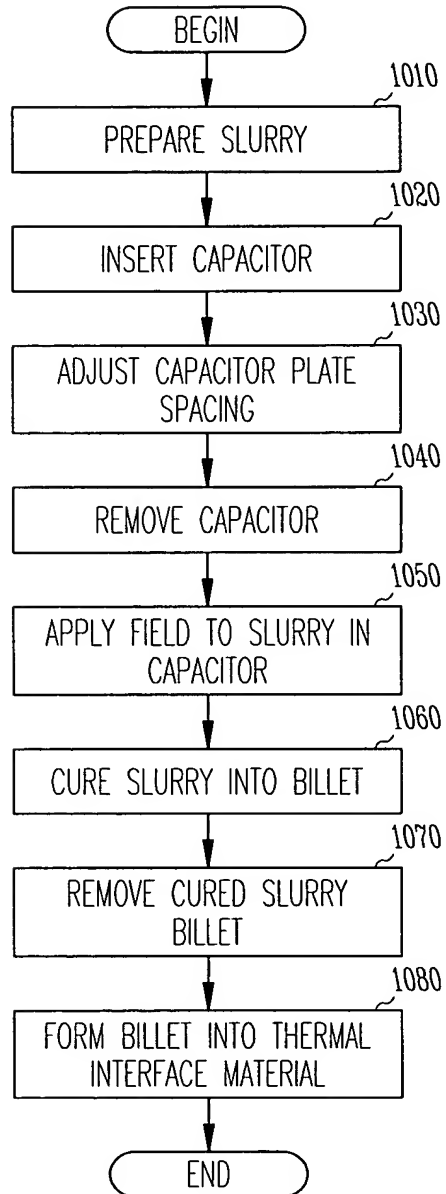 BEGIN
1010
PREPARE SLURRY
1020
INSERT CAPACITOR
1030
ADJUST CAPACITOR PLATE
SPACING
1040
REMOVE CAPACITOR
1050
APPLY FIELD TO SLURRY IN
CAPACITOR
1060
CURE SLURRY INTO BILLET
1070
REMOVE CURED SLURRY
BILLET
1080
FORM BILLET INTO THERMAL
INTERFACE MATERIAL
END